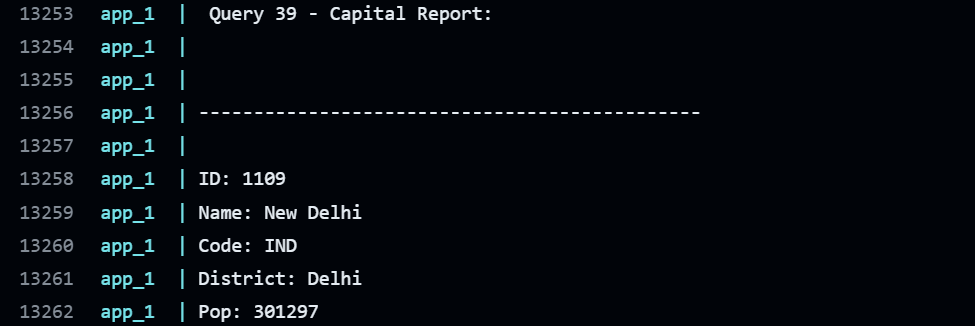 13253 app_1 | Query 39 - Capital Report:
13254 app_1 |
13255 app_1 |
13256 app_1 | ----------------------------------------------
13257 app_1 |
13258 app_1 | ID: 1109
13259 app_1 | Name: New Delhi
13260 app_1 | Code: IND
13261 app_1 | District: Delhi
13262 app_1 | Pop: 301297